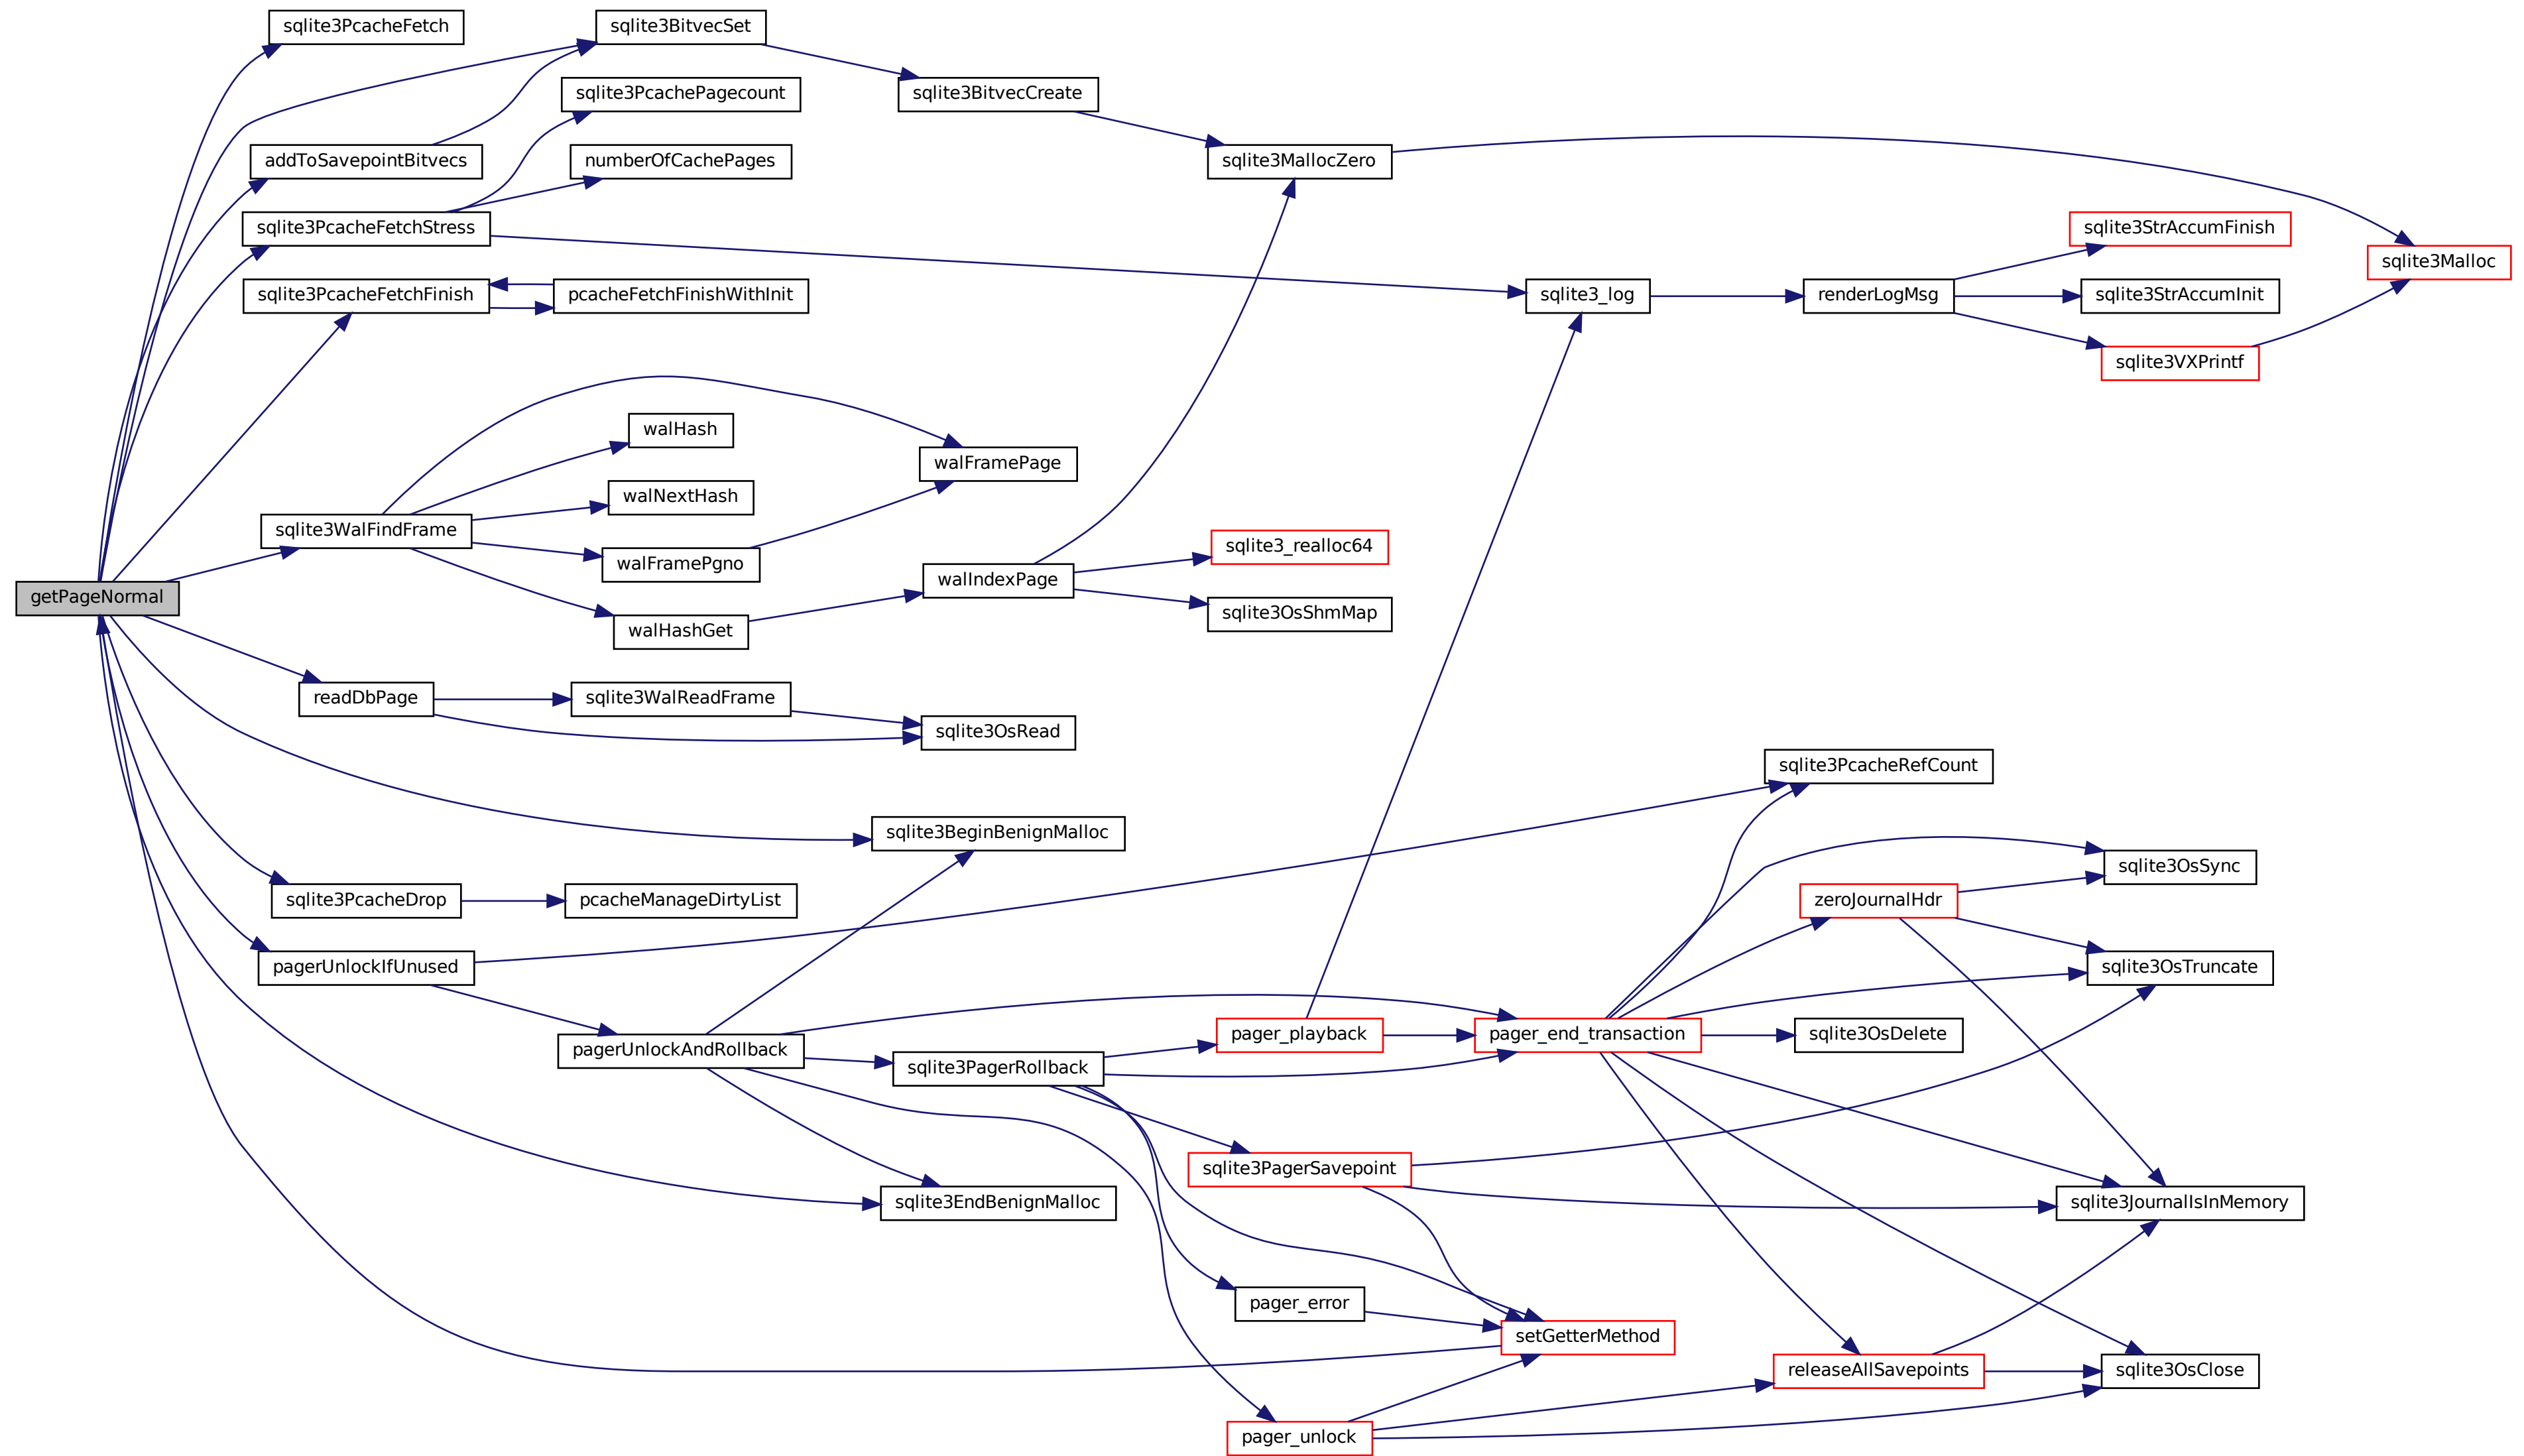 sqlite3PcacheFetch
sqlite3BitvecSet
sqlite3PcachePagecount
sqlite3BitvecCreate
addToSavepointBitvecs
numberOfCachePages
sqlite3MallocZero
sqlite3PcacheFetchStress
sqlite3StrAccumFinish
sqlite3Malloc
sqlite3PcacheFetchFinish
pcacheFetchFinishWithInit
sqlite3_log
renderLogMsg
sqlite3StrAccumInit
sqlite3VXPrintf
walHash
walFramePage
walNextHash
sqlite3WalFindFrame
sqlite3_realloc64
walFramePgno
walIndexPage
getPageNormal
sqlite3OsShmMap
walHashGet
readDbPage
sqlite3WalReadFrame
sqlite3OsRead
sqlite3PcacheRefCount
sqlite3BeginBenignMalloc
sqlite3OsSync
sqlite3PcacheDrop
pcacheManageDirtyList
zeroJournalHdr
pagerUnlockIfUnused
sqlite3OsTruncate
pagerUnlockAndRollback
pager_playback
pager_end_transaction
sqlite3OsDelete
sqlite3PagerRollback
sqlite3PagerSavepoint
sqlite3EndBenignMalloc
sqlite3JournalIsInMemory
pager_error
setGetterMethod
releaseAllSavepoints
sqlite3OsClose
pager_unlock